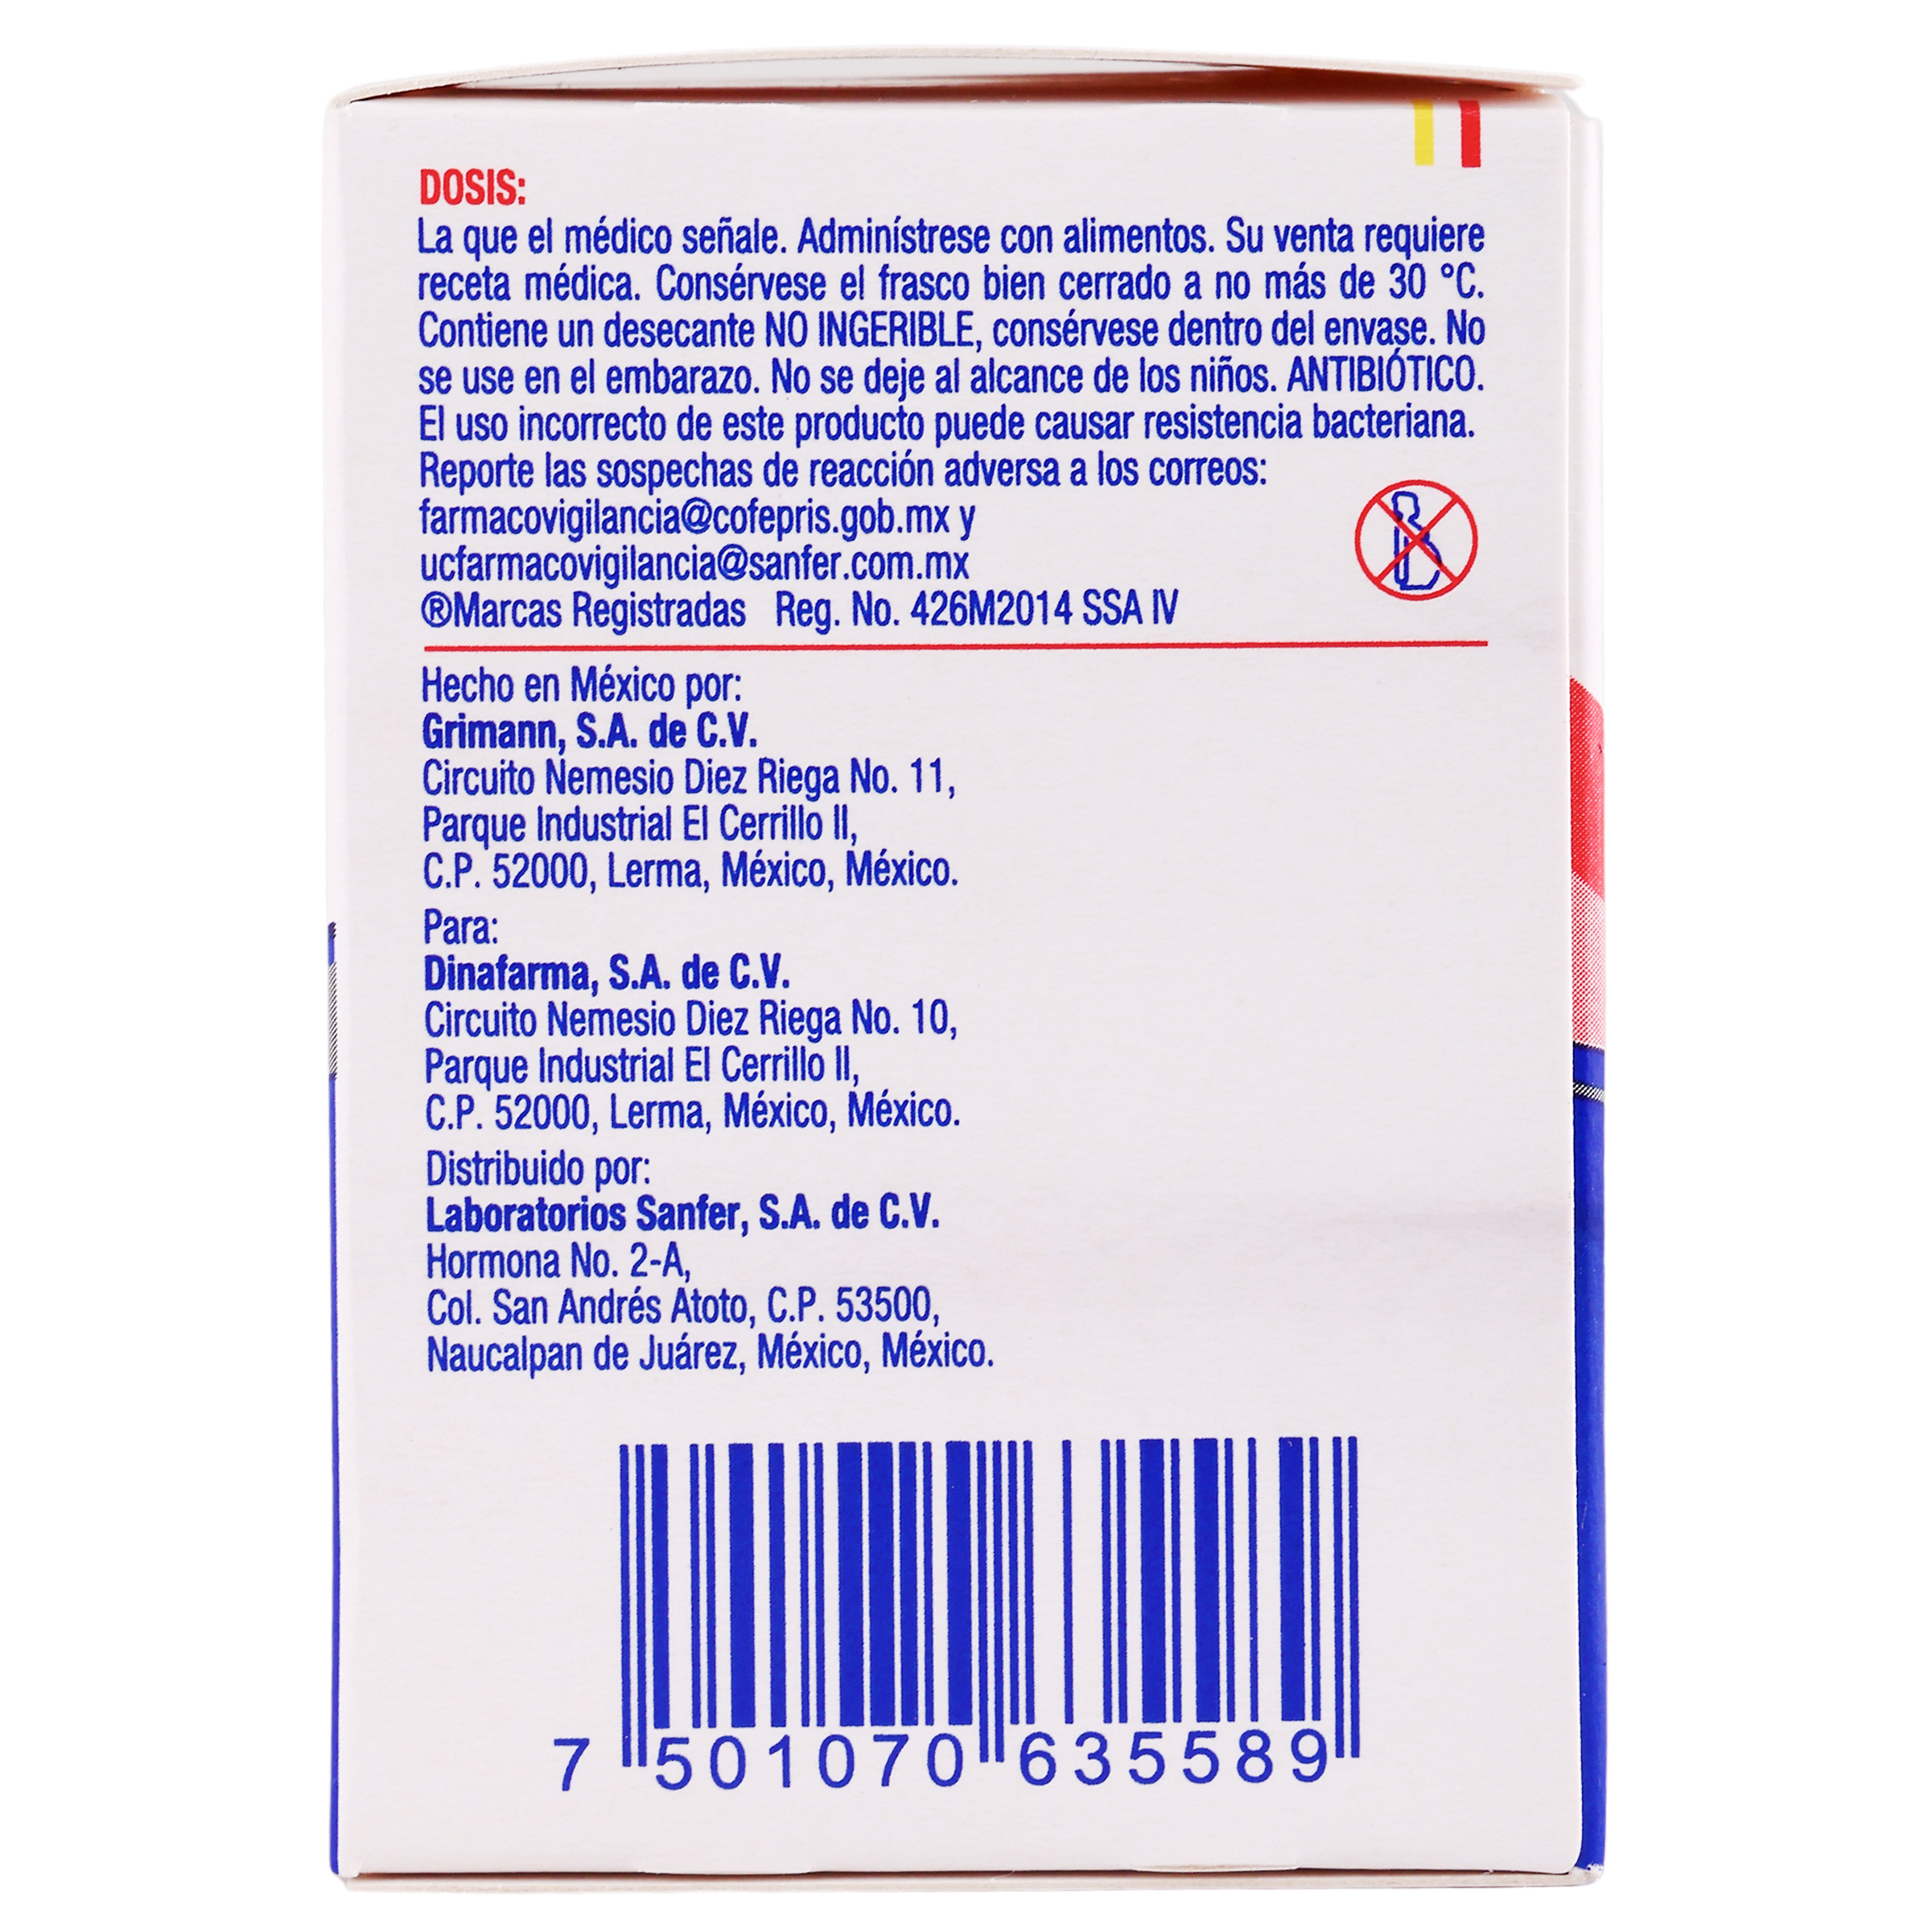 DOSIS:
La que el médico señale. Adminístrese con alimentos. Su venta requiere
receta médica. Consérvese el frasco bien cerrado a no más de 30 °C.
Contiene un desecante NO INGERIBLE, consérvese dentro del envase. No
se use en el embarazo. No se deje al alcance de los niños. ANTIBIÓTICO.
El uso incorrecto de este producto puede causar resistencia bacteriana.
Reporte las sospechas de reacción adversa a los correos:
farmacovigilancia@cofepris.gob.mx y
ucfarmacovigilancia@sanfer.com.mx
®Marcas Registradas Reg. No. 426M2014 SSA IV
Hecho en México por:
Grimann, S.A. de C.V.
Circuito Nemesio Diez Riega No. 11,
Parque Industrial El Cerrillo II,
C.P. 52000, Lerma, México, México.
Para:
Dinafarma, S.A. de C.V.
Circuito Nemesio Diez Riega No. 10,
Parque Industrial El Cerrillo II,
C.P. 52000, Lerma, México, México.
Distribuido por:
Laboratorios Sanfer, S.A. de C.V.
Hormona No. 2-A,
Col. San Andrés Atoto, C.P. 53500,
Naucalpan de Juárez, México, México.
7 501070 635589